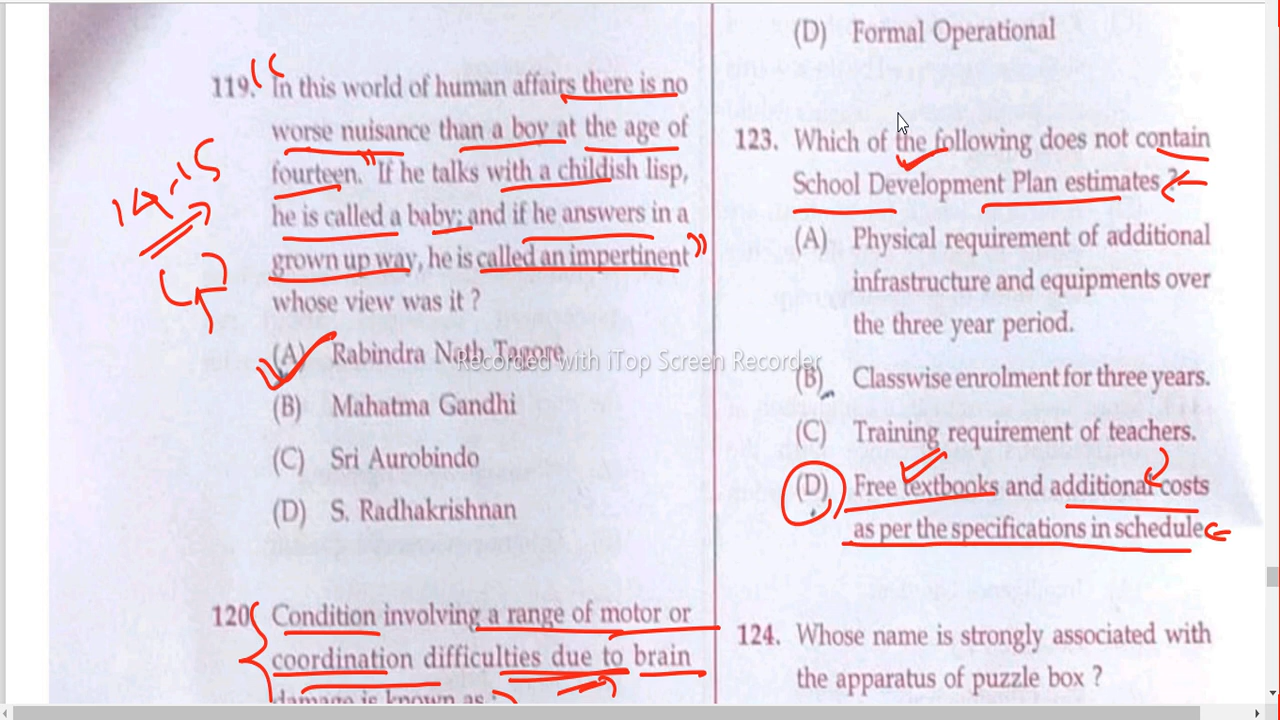 119. In this world of human affairs there is no
worse nuisance than a boy at the age of
fourteen." "If he talks with a childish lisp,
he is called a baby; and if he answers in a
grown up way, he is called an impertinent"
whose view was it ?
(A) Rabindra Nath Tagore
(B) Mahatma Gandhi
(C) Sri Aurobindo
(D) S. Radhakrishnan
120 Condition involving a range of motor or
coordination difficulties due to brain
damage is known as :
14-15
Recorded with iTop Screen Recorder
(D) Formal Operational
123. Which of the following does not contain
School Development Plan estimates ?
(A) Physical requirement of additional
infrastructure and equipments over
the three year period.
(B) Classwise enrolment for three years.
(C) Training requirement of teachers.
(D) Free textbooks and additional costs
as per the specifications in schedule
124. Whose name is strongly associated with
the apparatus of puzzle box ?